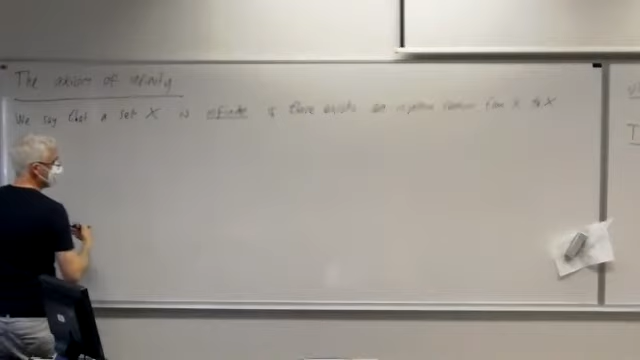 The axiom of infinity
We say that a set X is infinite if there exists an injective function from X to X
T